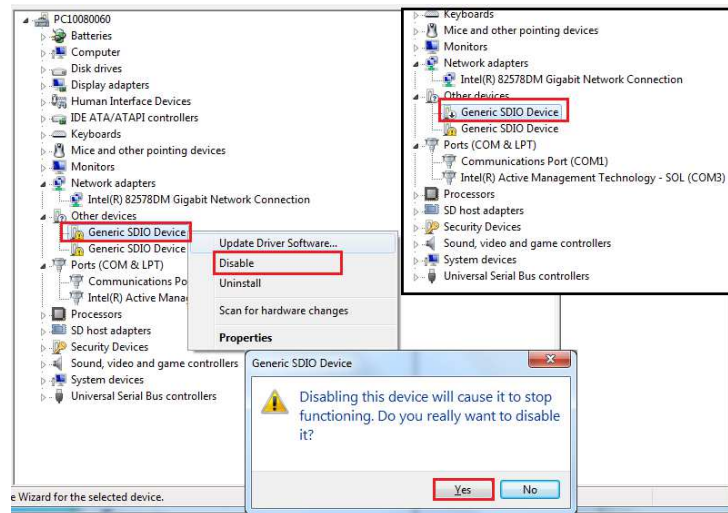 PC10080060
Batteries
Computer
Disk drives
Display adapters
Human Interface Devices
IDE ATA/ATAPI controllers
Keyboards
Mice and other pointing devices
Monitors
Network adapters
Intel(R) 82578DM Gigabit Network Connection
Other devices
Generic SDIO Device
Generic SDIO Device
Ports (COM & LPT)
Communications Po
Intel(R) Active Mana
Processors
SD host adapters
Security Devices
Sound, video and game controllers
System devices
Universal Serial Bus controllers
Update Driver Software...
Disable
Uninstall
Scan for hardware changes
Properties
Keyboards
Mice and other pointing devices
Monitors
Network adapters
Intel(R) 82578DM Gigabit Network Connection
Other devices
Generic SDIO Device
Generic SDIO Device
Ports (COM & LPT)
Communications Port (COM1)
Intel(R) Active Management Technology - SOL (COM3)
Processors
SD host adapters
Security Devices
Sound, video and game controllers
System devices
Universal Serial Bus controllers
Generic SDIO Device
Disabling this device will cause it to stop
functioning. Do you really want to disable
it?
Yes
No
e Wizard for the selected device.